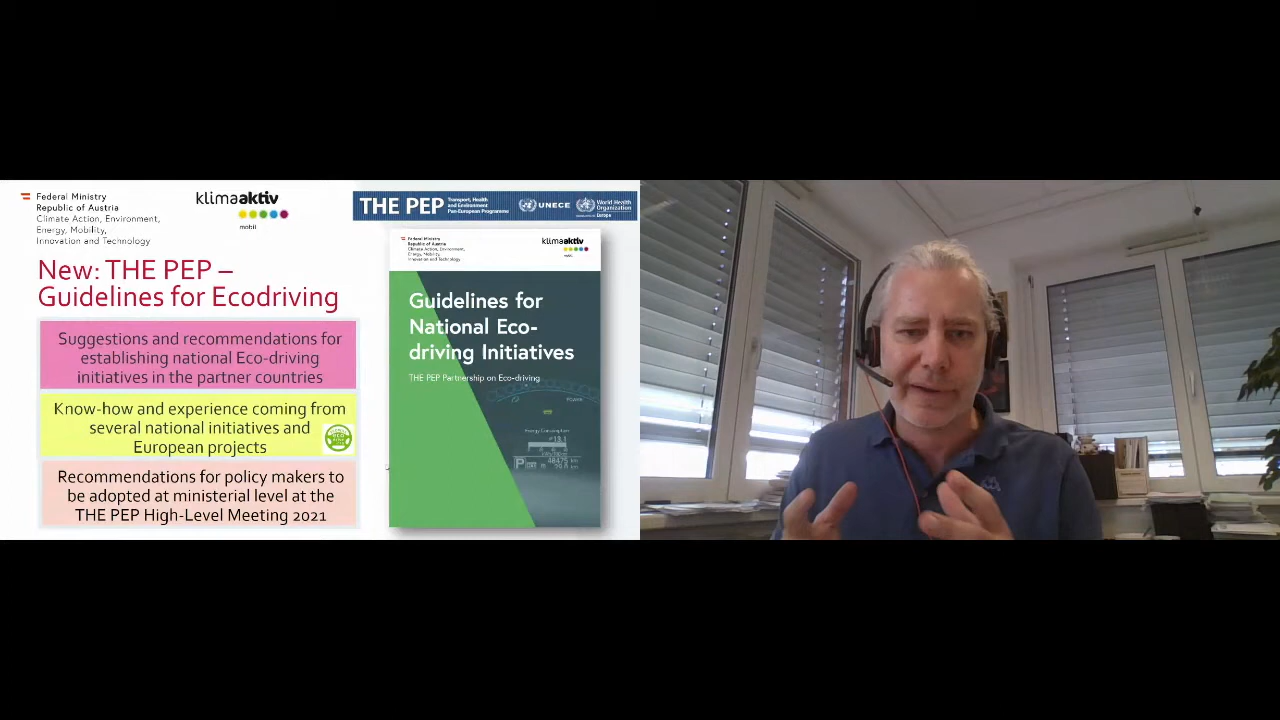 Federal Ministry
Republic of Austria
Climate Action, Environment,
Energy, Mobility,
Innovation and Technology
klimaaktiv
mobil
THE PEP
Transport, Health
and Environment
Pan-European Programme
UNECE
World Health
Organization
Europe
New: THE PEP –
Guidelines for Ecodriving
Suggestions and recommendations for
establishing national Eco-driving
initiatives in the partner countries
Know-how and experience coming from
several national initiatives and
European projects
Recommendations for policy makers to
be adopted at ministerial level at the
THE PEP High-Level Meeting 2021
Federal Ministry
Republic of Austria
Climate Action, Environment,
Energy, Mobility,
Innovation and Technology
klimaaktiv
mobil
Guidelines for
National Eco-
driving Initiatives
THE PEP Partnership on Eco-driving
POWER
Energy Consumption